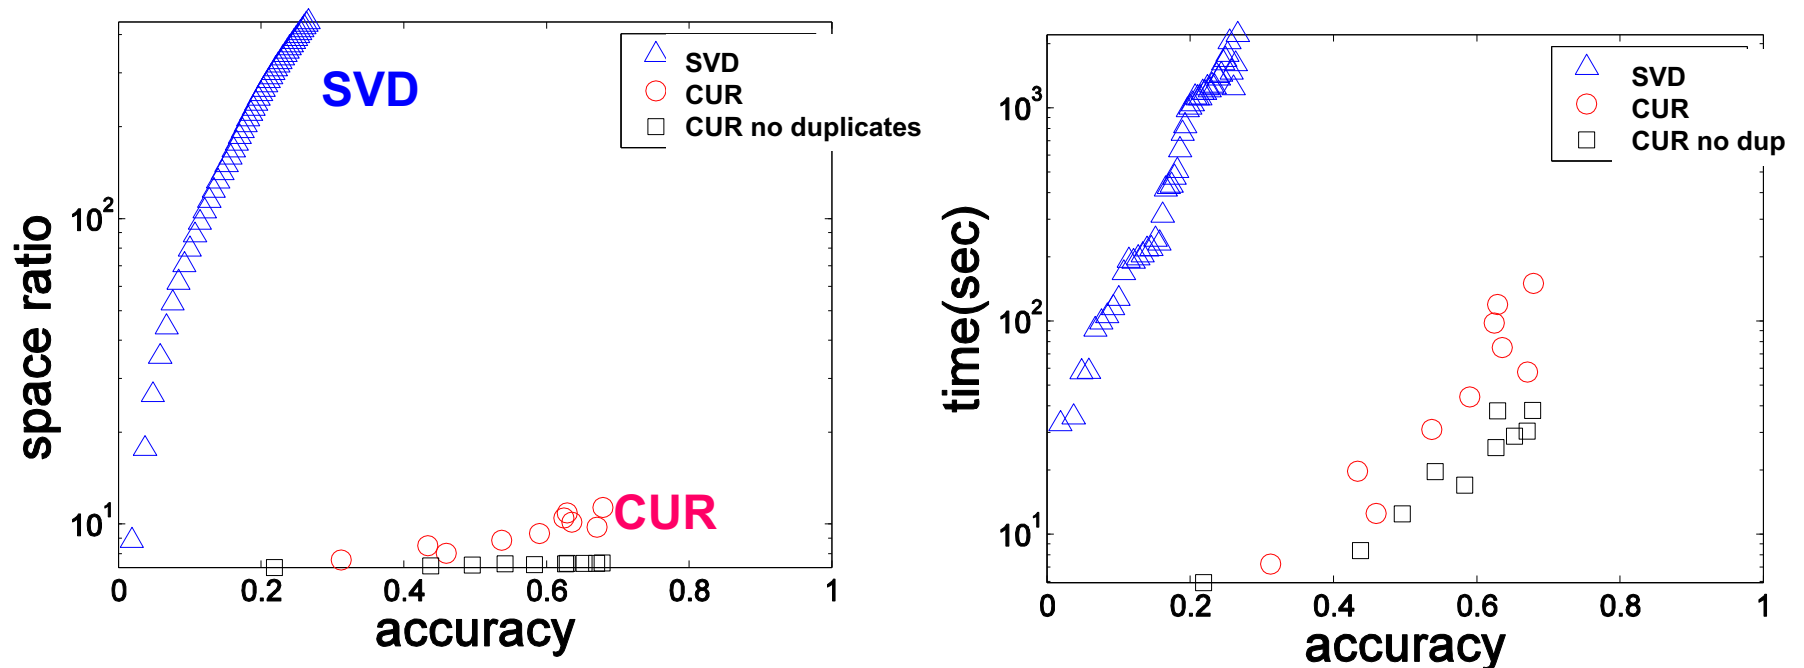 SVD
CUR
CUR no duplicates
SVD
CUR
space ratio
10^2
10^1
0 0.2 0.4 0.6 0.8 1
accuracy
SVD
CUR
CUR no dup
time(sec)
10^3
10^2
10^1
0 0.2 0.4 0.6 0.8 1
accuracy